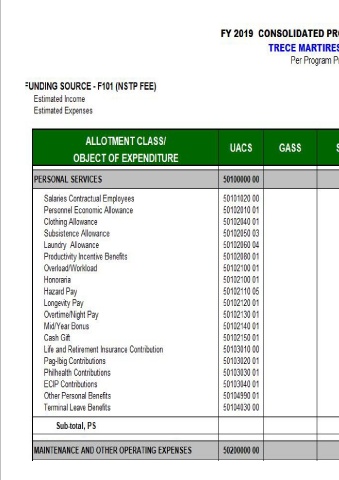 FY 2019 CONSOLIDATED PR
TRECE MARTIRES
Per Program P
FUNDING SOURCE - F101 (NSTP FEE)
Estimated Income
Estimated Expenses
ALLOTMENT CLASS/ OBJECT OF EXPENDITURE UACS GASS S
PERSONAL SERVICES 50100000 00
Salaries Contractual Employees 50101020 00
Personnel Economic Allowance 50102010 01
Clothing Allowance 50102040 01
Subsistence Allowance 50102050 03
Laundry Allowance 50102060 04
Productivity Incentive Benefits 50102080 01
Overload/Workload 50102100 01
Honoraria 50102100 01
Hazard Pay 50102110 05
Longevity Pay 50102120 01
Overtime/Night Pay 50102130 01
Mid/Year Bonus 50102140 01
Cash Gift 50102150 01
Life and Retirement Insurance Contribution 50103010 00
Pag-Ibig Contributions 50103020 01
Philhealth Contributions 50103030 01
ECIP Contributions 50103040 01
Other Personal Benefits 50104990 01
Terminal Leave Benefits 50104030 00
Sub-total, PS
MAINTENANCE AND OTHER OPERATING EXPENSES 50200000 00